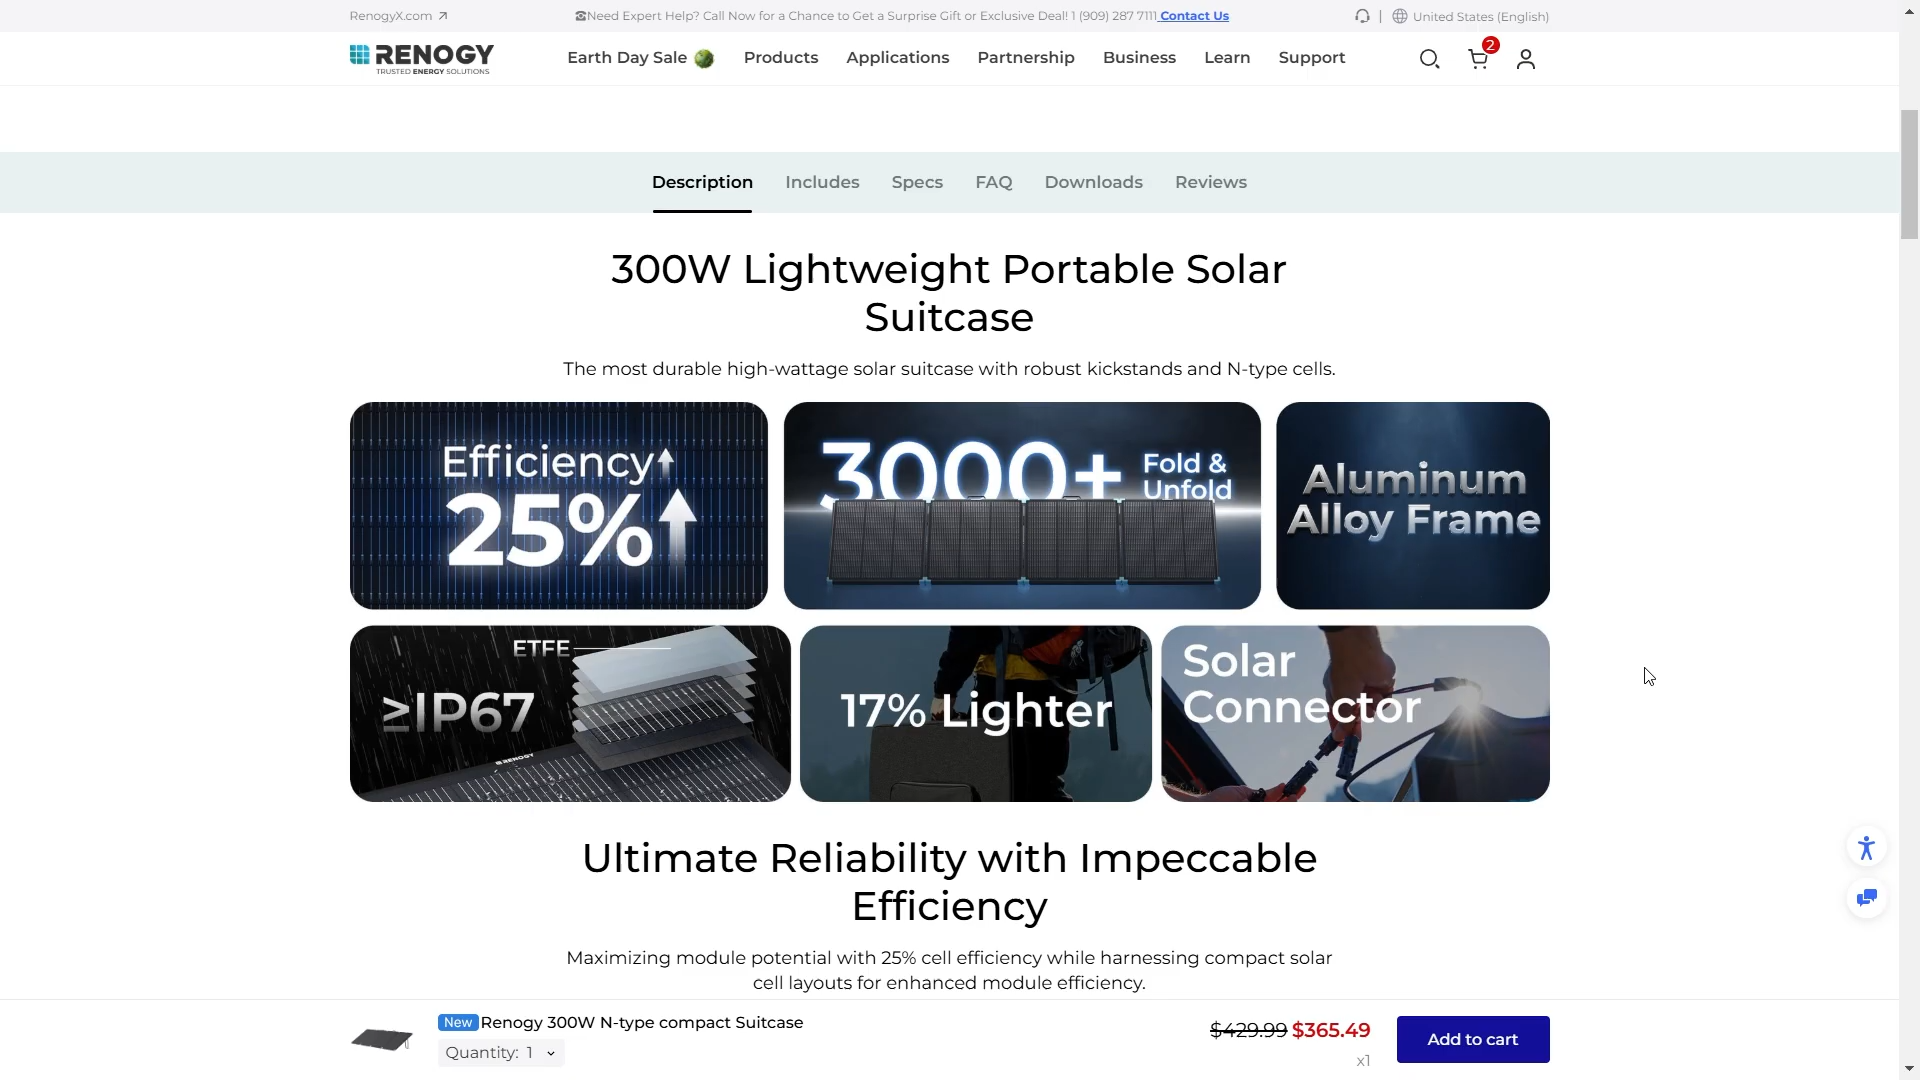 RenogyX.com
☎Need Expert Help? Call Now for a Chance to Get a Surprise Gift or Exclusive Deal! 1 (909) 287 7111 Contact Us
United States (English)
RENOGY
TRUSTED ENERGY SOLUTIONS
Earth Day Sale
Products
Applications
Partnership
Business
Learn
Support
2
Description
Includes
Specs
FAQ
Downloads
Reviews
300W Lightweight Portable Solar
Suitcase
The most durable high-wattage solar suitcase with robust kickstands and N-type cells.
Efficiency
25%
3000+
Fold &
Unfold
Aluminum
Alloy Frame
ETFE
≥IP67
RENOGY
17% Lighter
Solar
Connector
Ultimate Reliability with Impeccable
Efficiency
Maximizing module potential with 25% cell efficiency while harnessing compact solar
cell layouts for enhanced module efficiency.
New Renogy 300W N-type compact Suitcase
Quantity: 1
$429.99 $365.49
x1
Add to cart